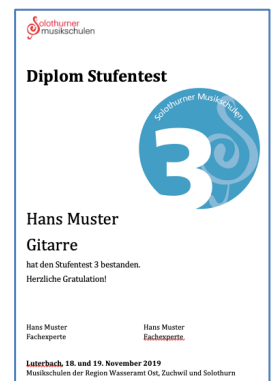 Solothurner
musikschulen
Diplom Stufentest
Solothurner Musikschulen
3
Hans Muster
Gitarre
hat den Stufentest 3 bestanden.
Herzliche Gratulation!
Hans Muster Hans Muster
Fachexperte Fachexperte
Luterbach, 18. und 19. November 2019
Musikschulen der Region Wasseramt Ost, Zuchwil und Solothurn